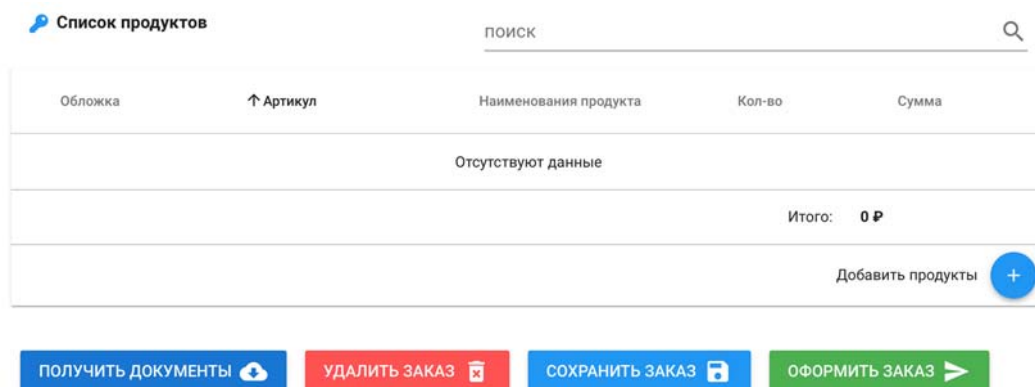 Список продуктов
поиск
Обложка Артикул Наименования продукта Кол-во Сумма
Отсутствуют данные
Итого: 0 ₽
Добавить продукты
ПОЛУЧИТЬ ДОКУМЕНТЫ УДАЛИТЬ ЗАКАЗ СОХРАНИТЬ ЗАКАЗ ОФОРМИТЬ ЗАКАЗ